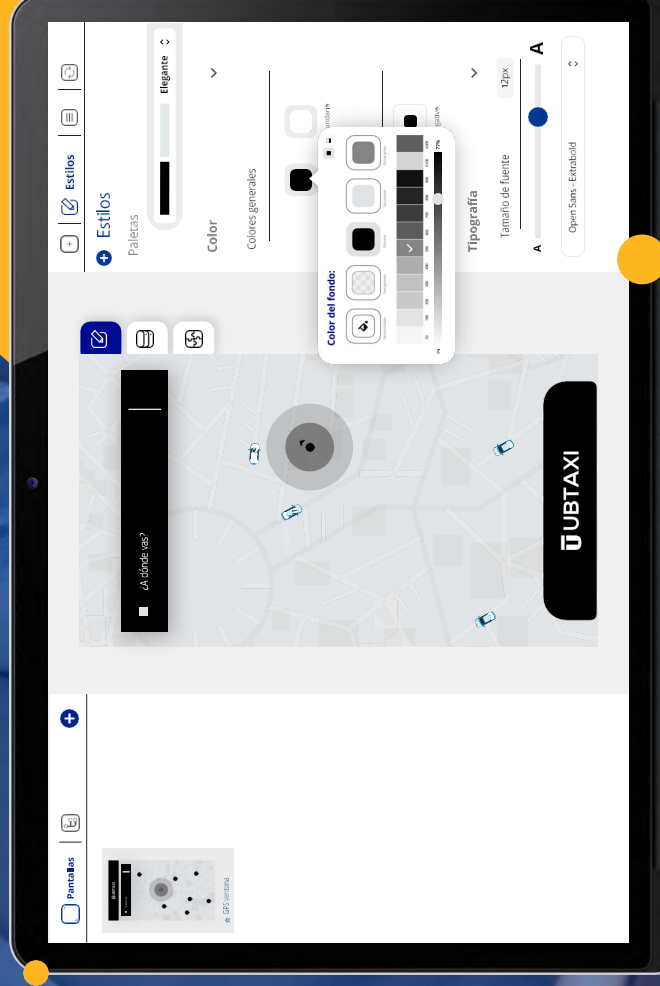 Pantallas
GPS ventana
¿A dónde vas?
UBTAXI
Estilos
Estilos
Paletas
Elegante
Color
Colores generales
Color del fondo:
71%
Tipografía
Tamaño de fuente
12px
A
A
Open Sans - Extrabold